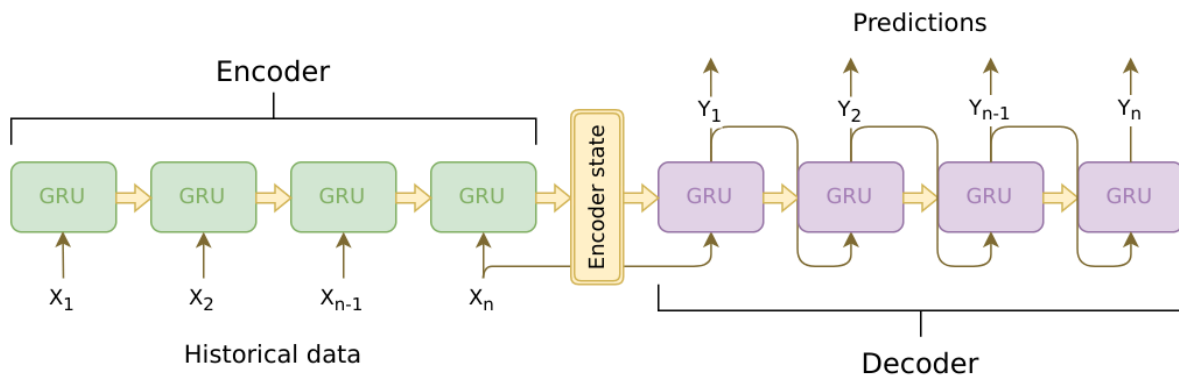 Predictions
Encoder
Y1 Y2 Yn-1 Yn
GRU GRU GRU GRU Encoder state GRU GRU GRU GRU
X1 X2 Xn-1 Xn
Historical data
Decoder